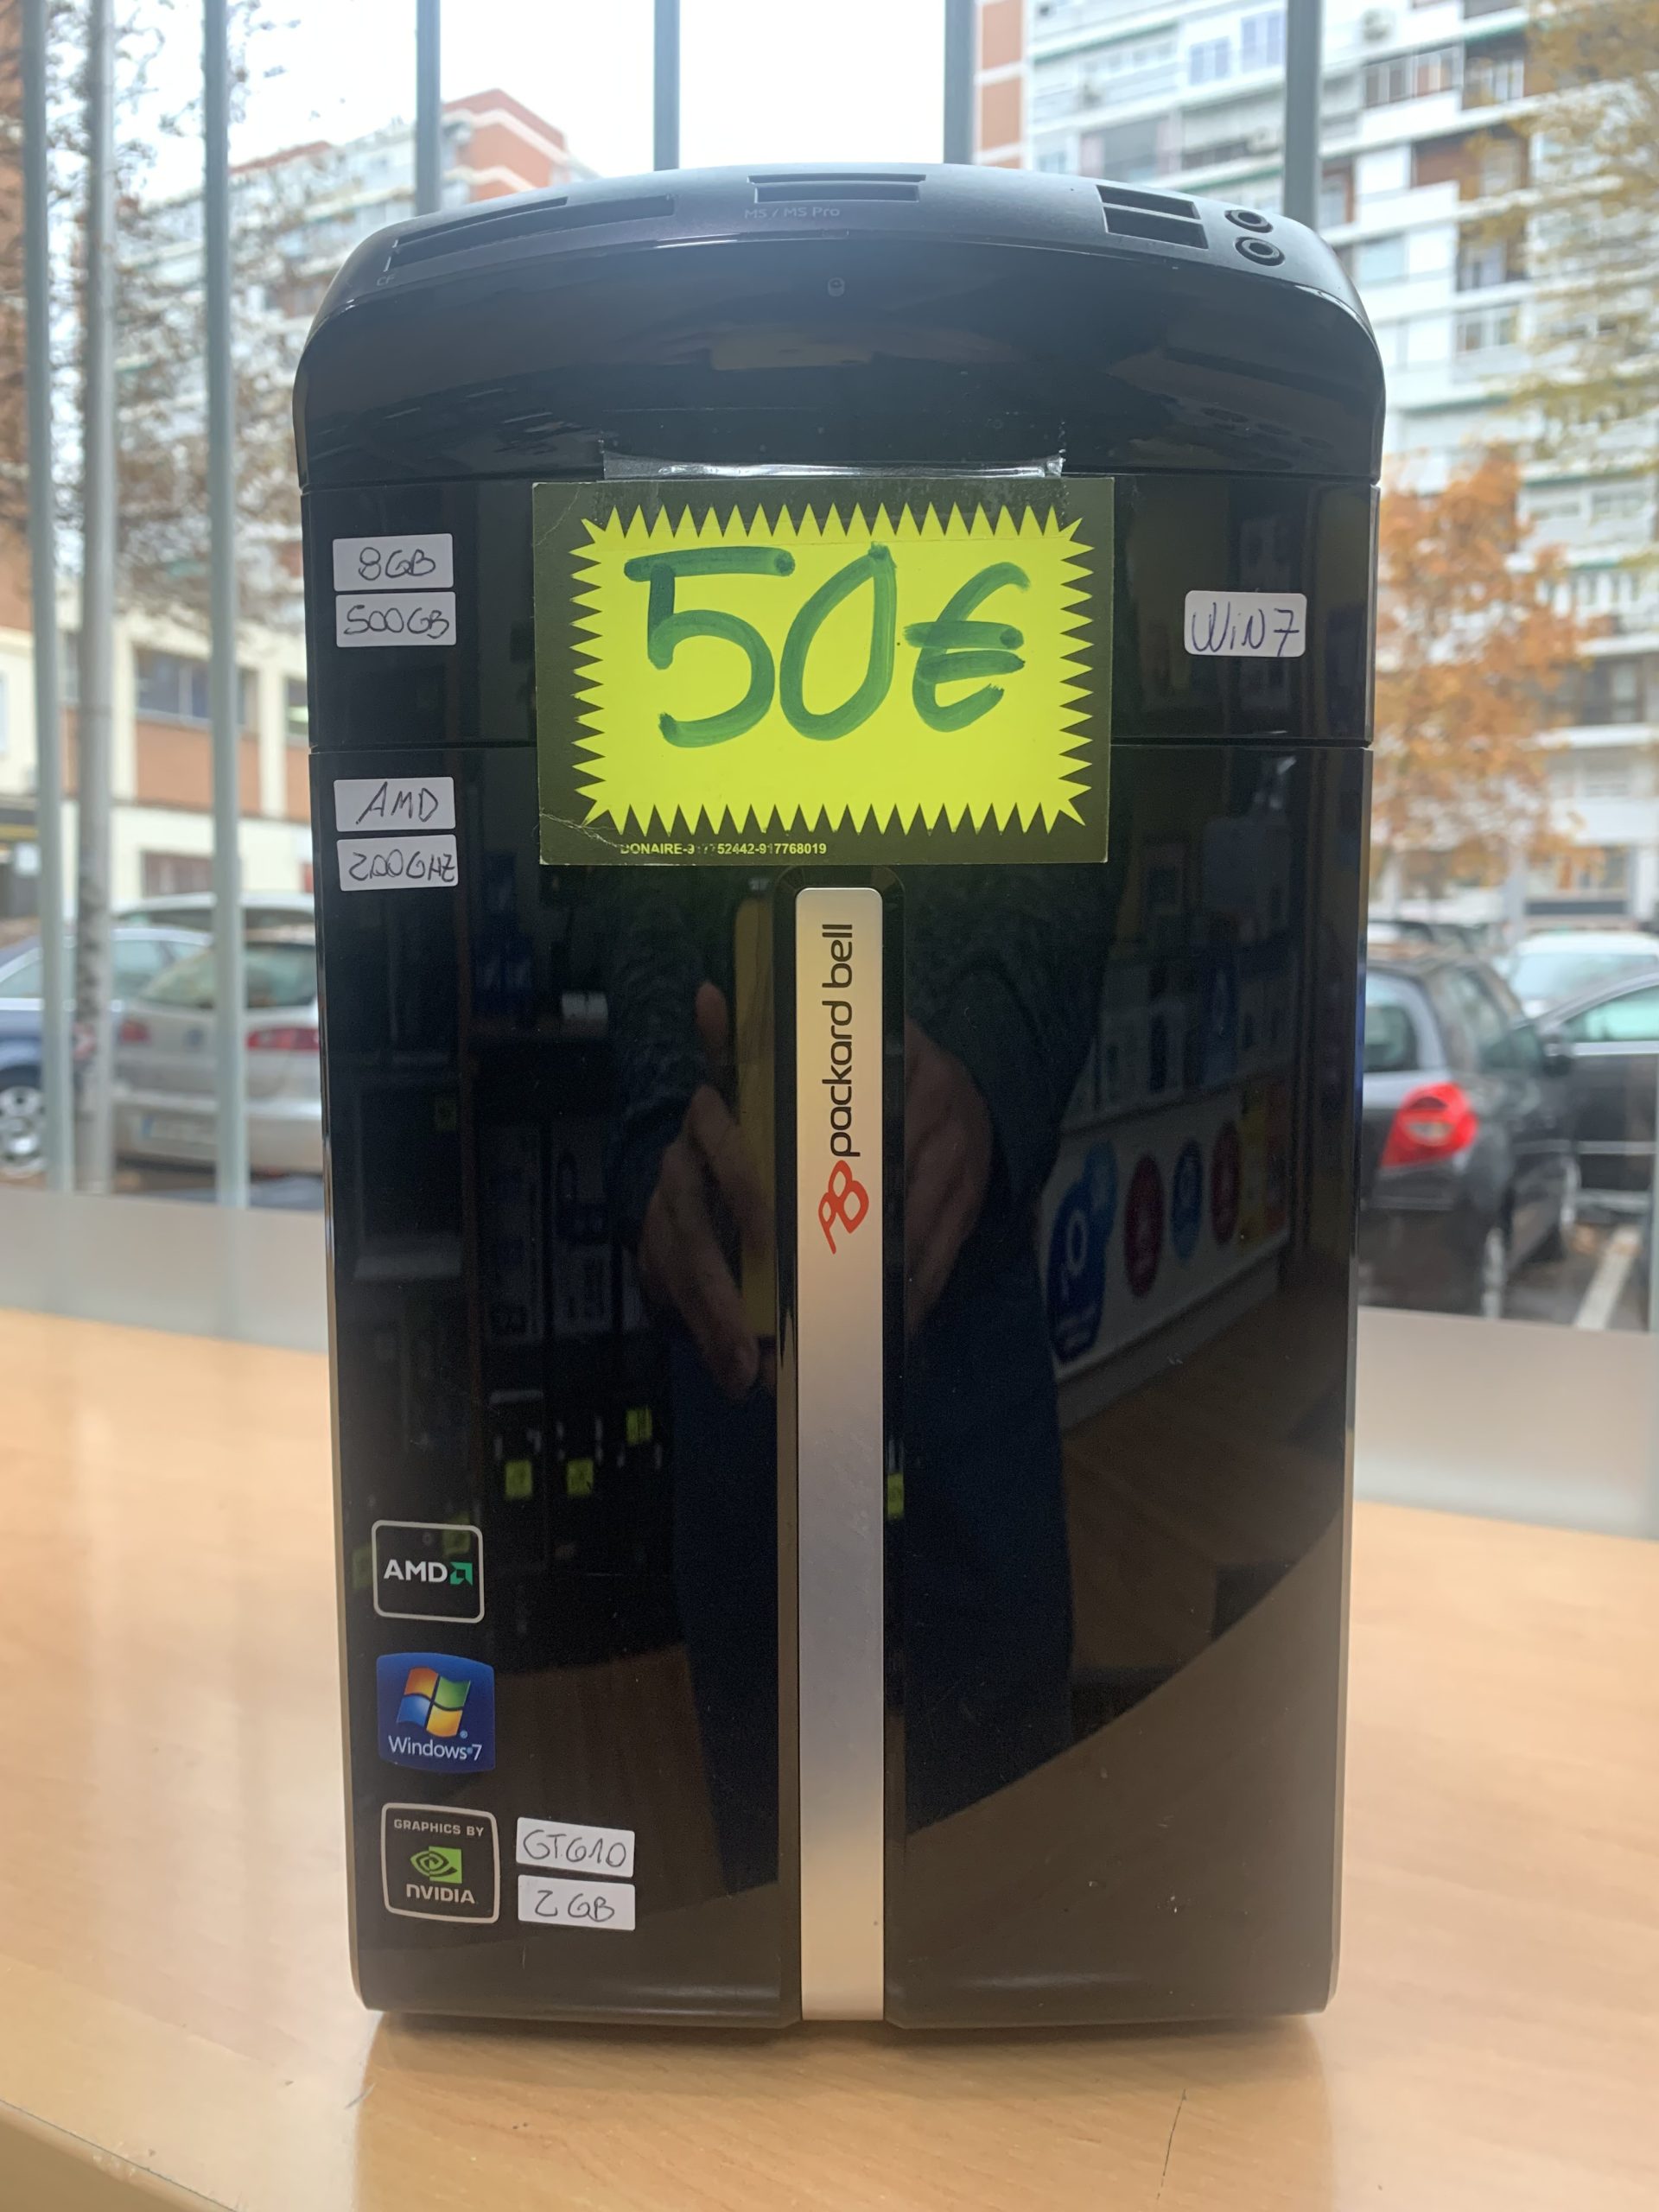 CF
MS / MS Pro
8GB
500GB
50€
WiN7
AMD
2.00GHZ
packard bell
AMD
Windows 7
GRAPHICS BY
NVIDIA
GT610
2GB